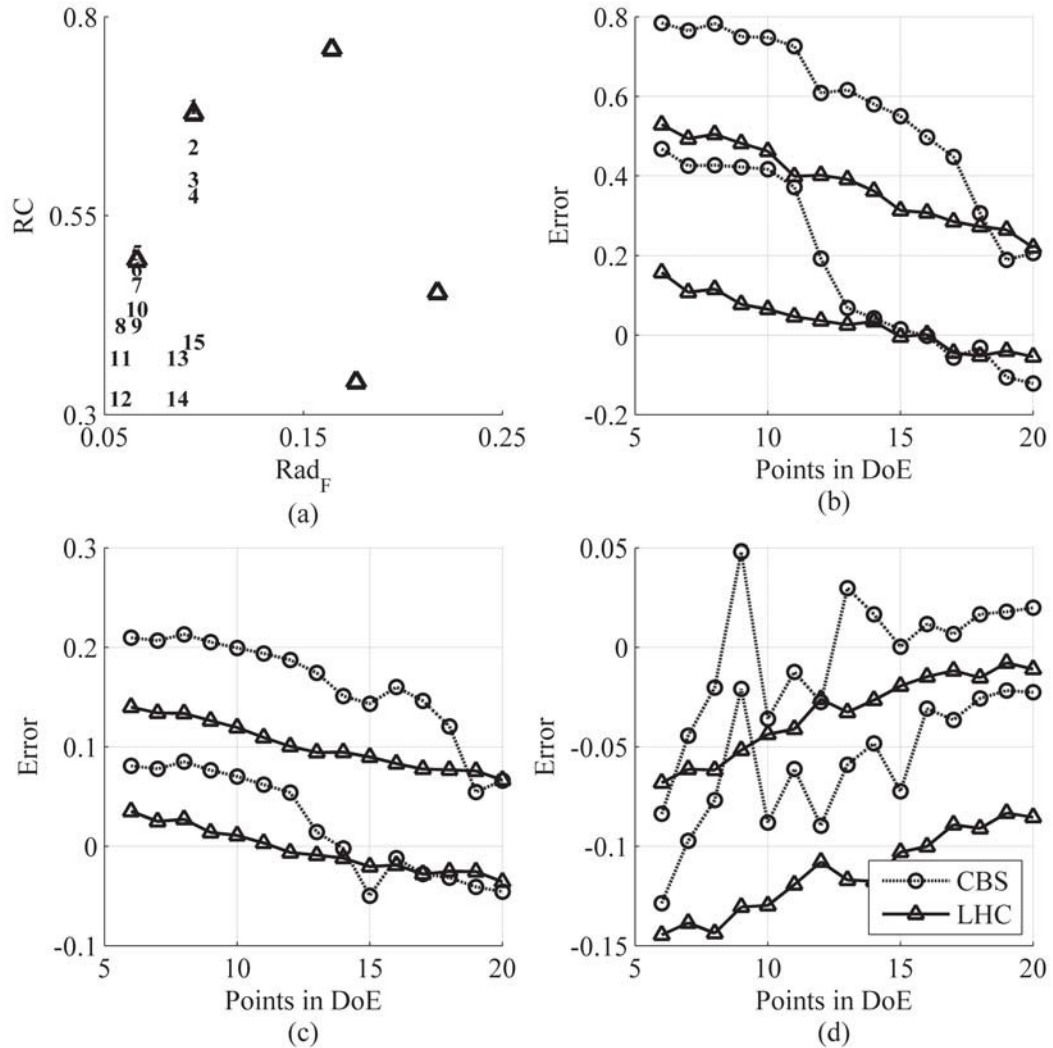 0.8
RC
0.55
0.3
1
2
3
4
5
6
7
10
8 9
15
11 13
12 14
0.05 0.15 0.25
Rad_F
(a)
0.8
0.6
0.4
0.2
0
-0.2
Error
5 10 15 20
Points in DoE
(b)
0.3
0.2
0.1
0
-0.1
Error
5 10 15 20
Points in DoE
(c)
0.05
0
-0.05
-0.1
-0.15
Error
CBS
LHC
5 10 15 20
Points in DoE
(d)